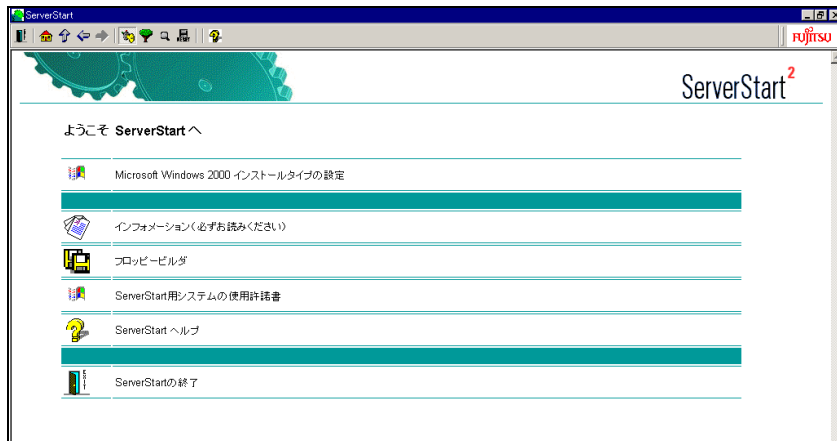 ServerStart
FUJITSU
ServerStart2
ようこそ ServerStart へ
Microsoft Windows 2000 インストールタイプの設定
インフォメーション(必ずお読みください)
フロッピービルダ
ServerStart用システムの使用許諾書
ServerStart ヘルプ
EXIT
ServerStartの終了